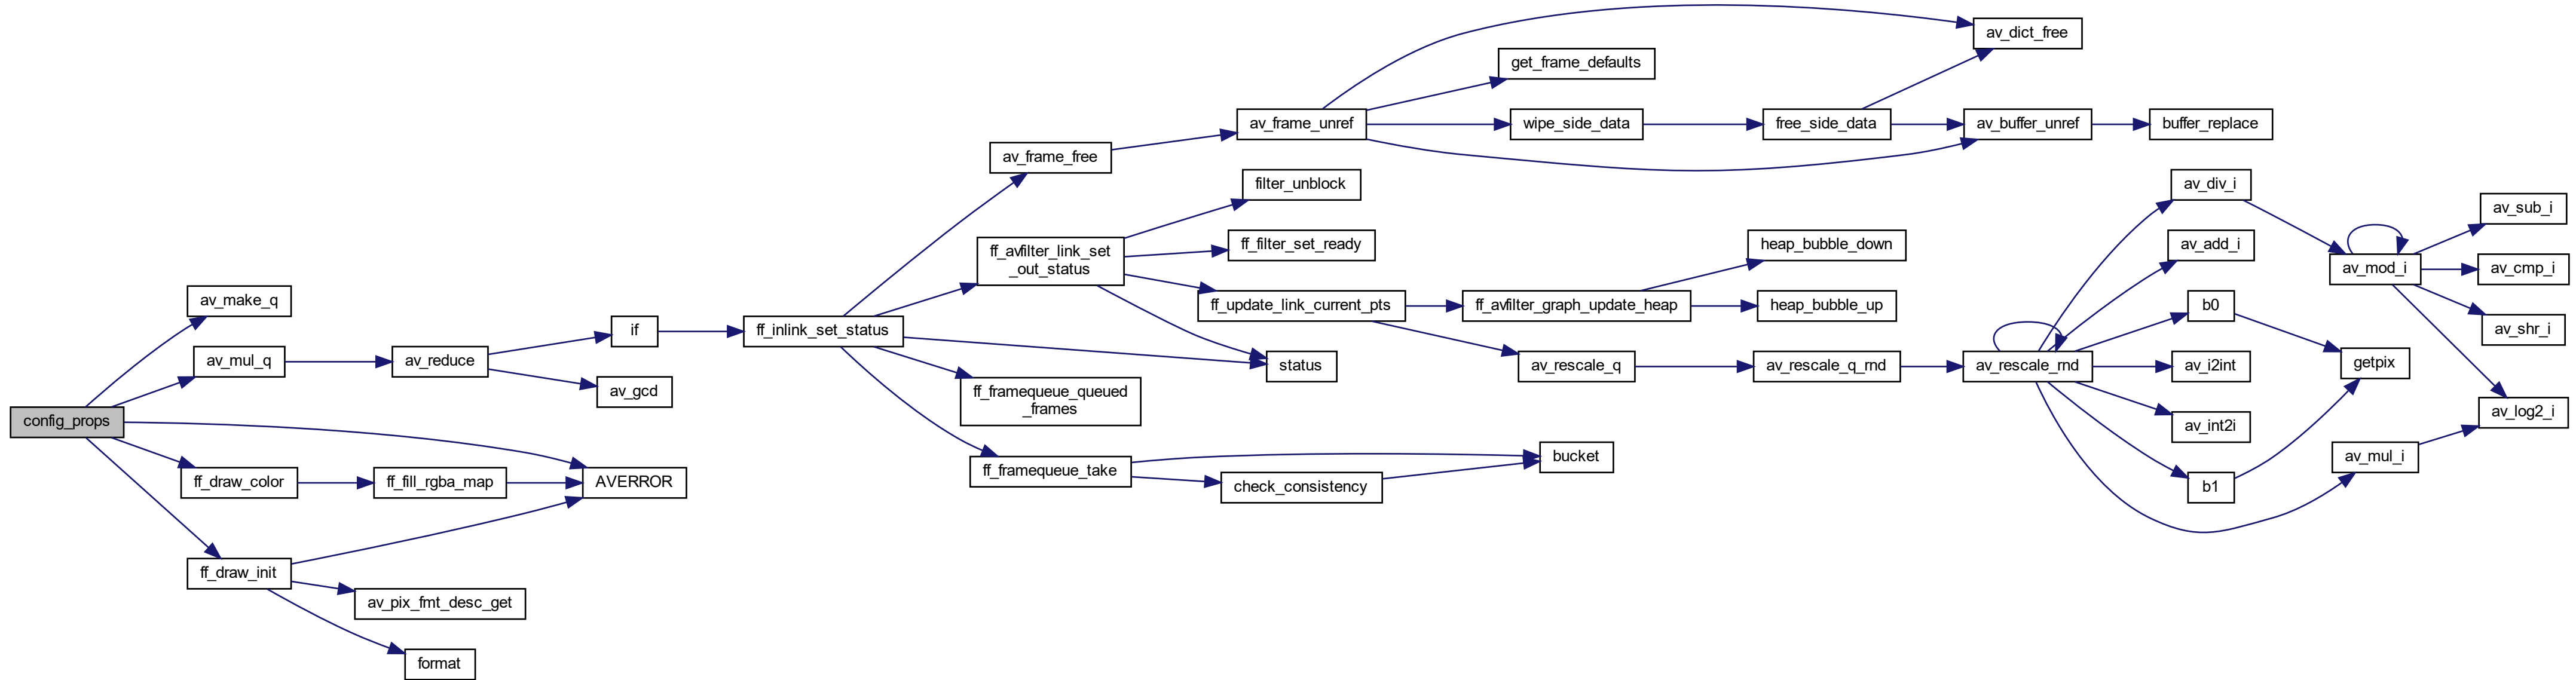 config_props
av_make_q
av_mul_q
ff_draw_color
ff_draw_init
av_reduce
ff_fill_rgba_map
av_pix_fmt_desc_get
format
if
av_gcd
AVERROR
ff_inlink_set_status
av_frame_free
ff_avfilter_link_set
_out_status
ff_framequeue_queued
_frames
ff_framequeue_take
av_frame_unref
filter_unblock
ff_filter_set_ready
ff_update_link_current_pts
status
check_consistency
get_frame_defaults
wipe_side_data
ff_avfilter_graph_update_heap
av_rescale_q
bucket
free_side_data
heap_bubble_down
heap_bubble_up
av_rescale_q_rnd
av_dict_free
av_buffer_unref
av_rescale_rnd
buffer_replace
av_div_i
av_add_i
b0
av_i2int
av_int2i
b1
av_mod_i
getpix
av_mul_i
av_sub_i
av_cmp_i
av_shr_i
av_log2_i